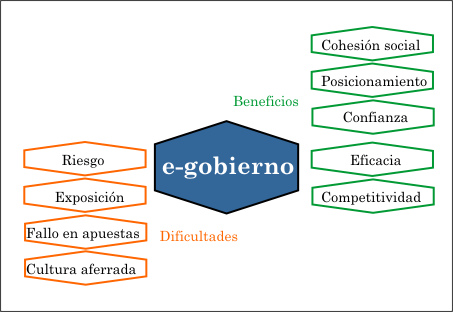 Cohesión social
Posicionamiento
Beneficios
Confianza
Riesgo
e-gobierno
Eficacia
Exposición
Competitividad
Fallo en apuestas
Dificultades
Cultura aferrada